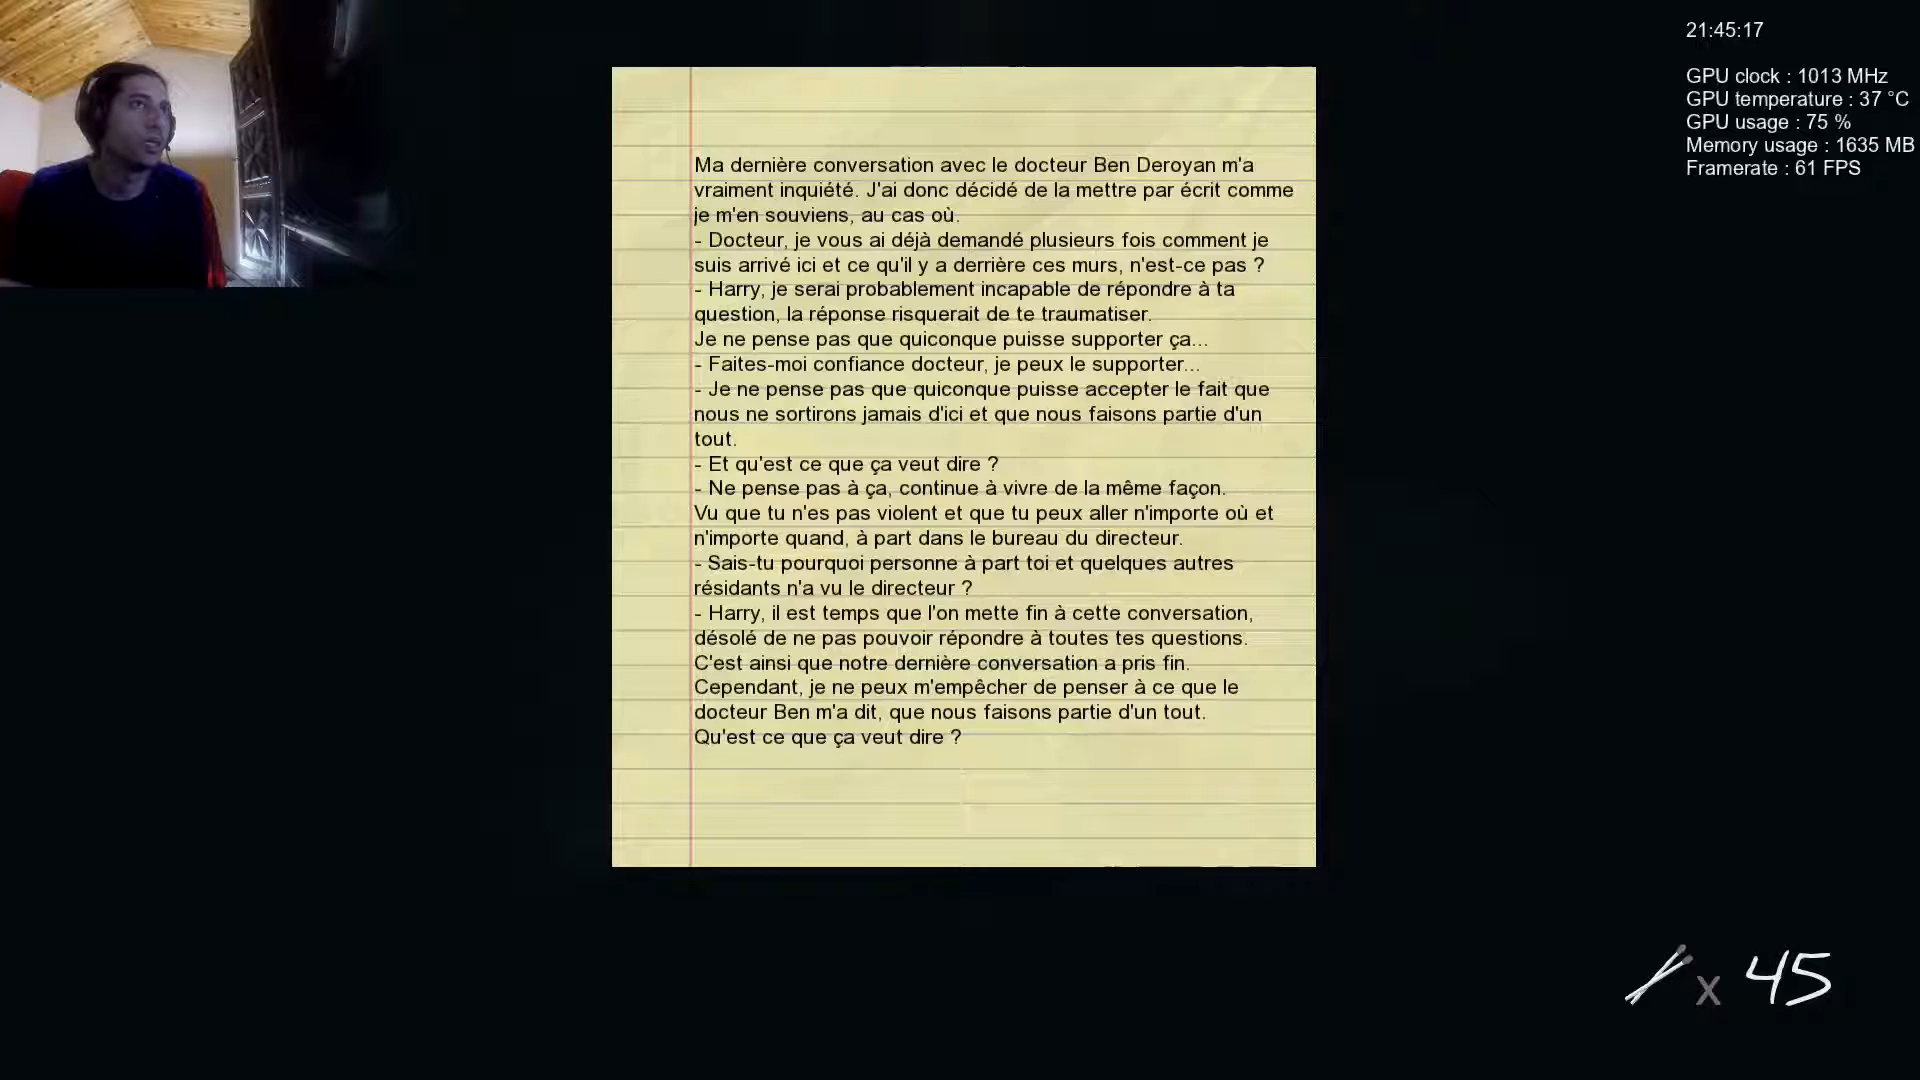 21:45:17
GPU clock : 1013 MHz
GPU temperature : 37 °C
GPU usage : 75 %
Memory usage : 1635 MB
Framerate : 61 FPS
Ma dernière conversation avec le docteur Ben Deroyan m'a
vraiment inquiété. J'ai donc décidé de la mettre par écrit comme
je m'en souviens, au cas où.
- Docteur, je vous ai déjà demandé plusieurs fois comment je
suis arrivé ici et ce qu'il y a derrière ces murs, n'est-ce pas ?
- Harry, je serai probablement incapable de répondre à ta
question, la réponse risquerait de te traumatiser.
Je ne pense pas que quiconque puisse supporter ça...
- Faites-moi confiance docteur, je peux le supporter...
- Je ne pense pas que quiconque puisse accepter le fait que
nous ne sortirons jamais d'ici et que nous faisons partie d'un
tout.
- Et qu'est ce que ça veut dire ?
- Ne pense pas à ça, continue à vivre de la même façon.
Vu que tu n'es pas violent et que tu peux aller n'importe où et
n'importe quand, à part dans le bureau du directeur.
- Sais-tu pourquoi personne à part toi et quelques autres
résidants n'a vu le directeur ?
- Harry, il est temps que l'on mette fin à cette conversation,
désolé de ne pas pouvoir répondre à toutes tes questions.
C'est ainsi que notre dernière conversation a pris fin.
Cependant, je ne peux m'empêcher de penser à ce que le
docteur Ben m'a dit, que nous faisons partie d'un tout.
Qu'est ce que ça veut dire ?
x 45